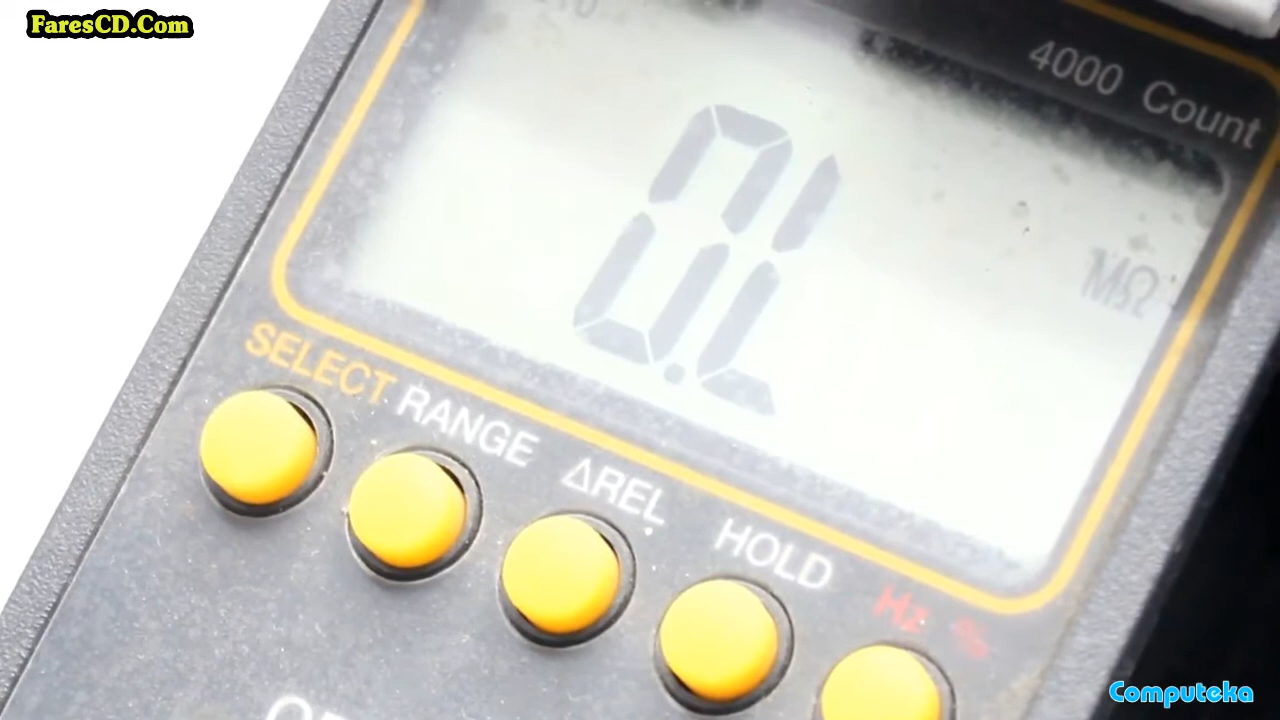 FaresCD.Com
4000 Count
0.L
MΩ
SELECT RANGE ΔREL HOLD Hz %
Computeka